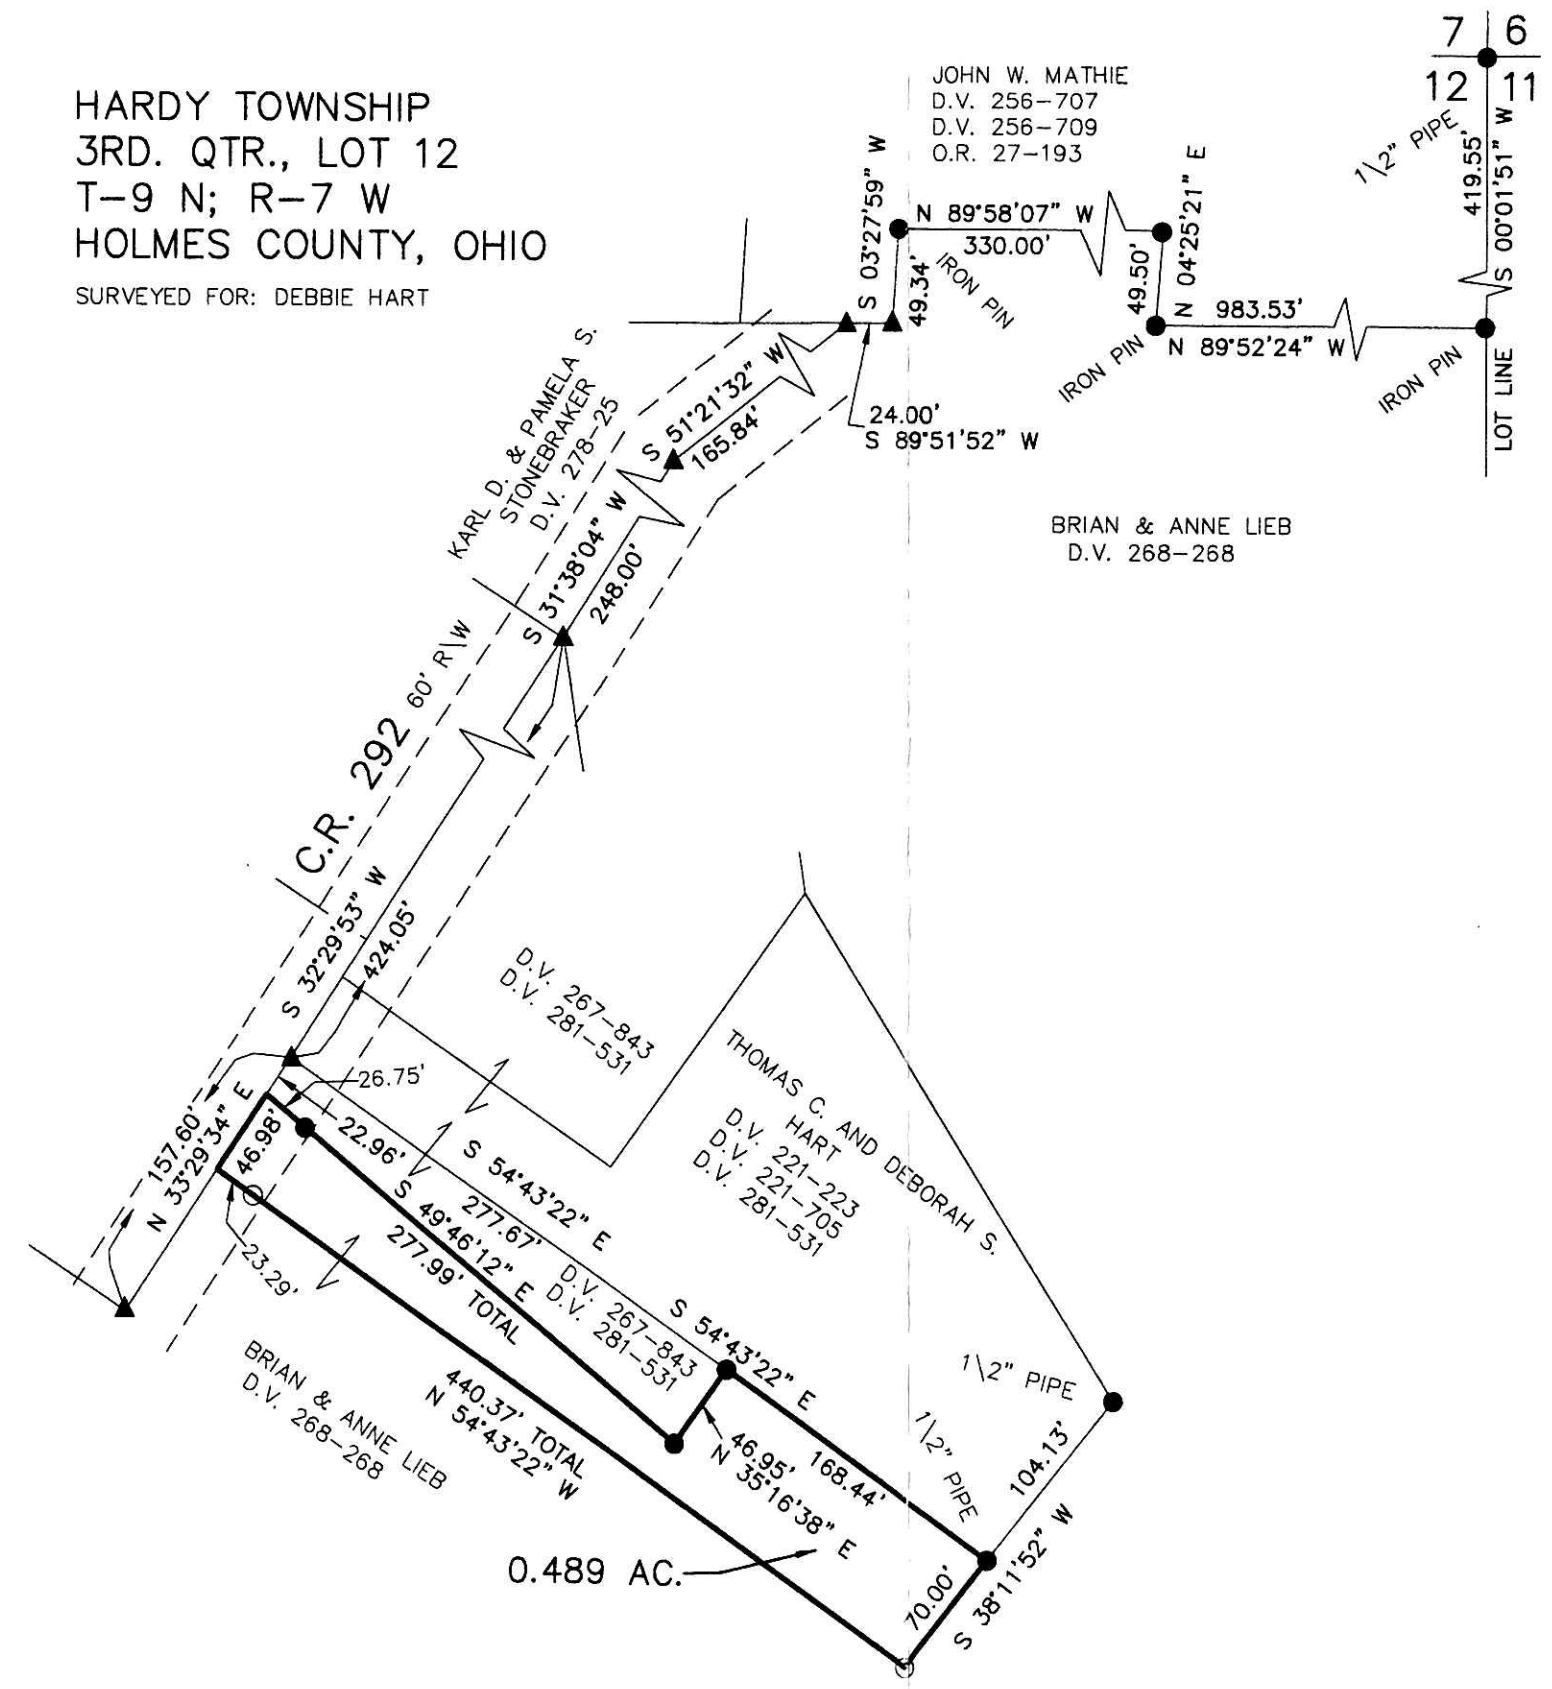 HARDY TOWNSHIP
3RD. QTR., LOT 12
T-9 N; R-7 W
HOLMES COUNTY, OHIO
SURVEYED FOR: DEBBIE HART
JOHN W. MATHIE
D.V. 256-707
D.V. 256-709
O.R. 27-193
7 6
12 11
1\2" PIPE
419.55'
S 00°01'51" W
LOT LINE
S 03°27'59" W
49.34'
N 89°58'07" W
330.00'
IRON PIN
49.50'
N 04°25'21" E
983.53'
N 89°52'24" W
IRON PIN
IRON PIN
24.00'
S 89°51'52" W
S 51°21'32" W
165.84'
KARL D. & PAMELA S.
STONEBRAKER
D.V. 278-25
S 31°38'04" W
248.00'
BRIAN & ANNE LIEB
D.V. 268-268
C.R. 292 60' R\W
S 32°29'53" W
424.05'
D.V. 267-843
D.V. 281-531
THOMAS C. AND DEBORAH S.
HART
D.V. 221-223
D.V. 221-705
D.V. 281-531
26.75'
157.60'
N 33°29'34" E
46.98'
22.96'
S 54°43'22" E
277.67'
S 49°46'12" E
277.99' TOTAL
23.29'
D.V. 267-843
D.V. 281-531
S 54°43'22" E
168.44'
BRIAN & ANNE LIEB
D.V. 268-268
440.37' TOTAL
N 54°43'22" W
46.95'
N 35°16'38" E
1\2" PIPE
1\2" PIPE
104.13'
70.00'
S 38°11'52" W
0.489 AC.